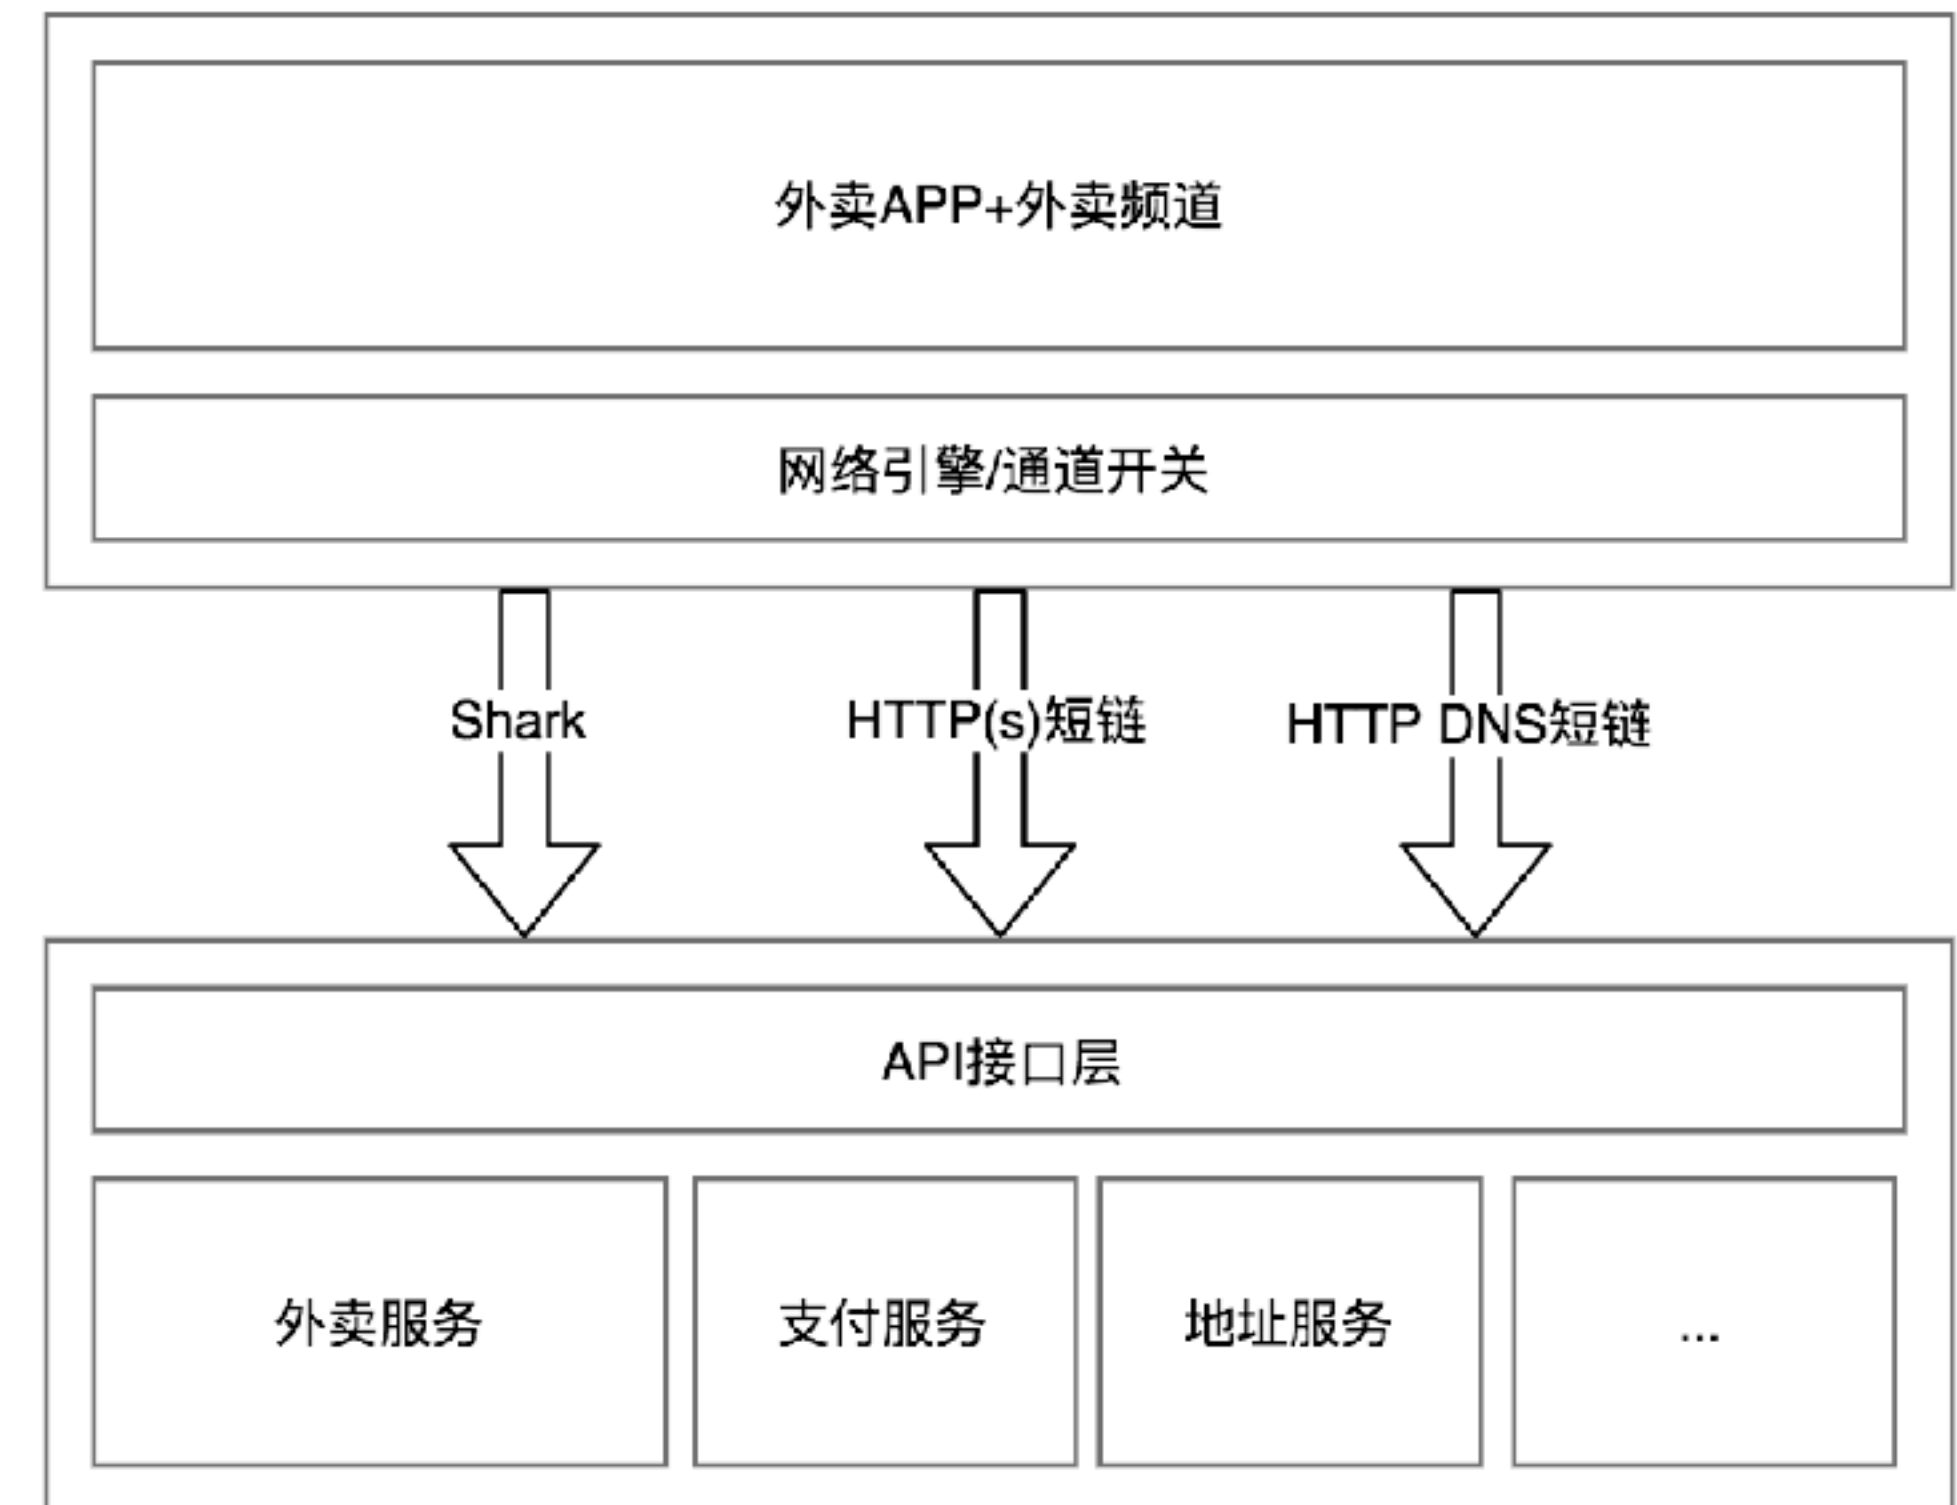 外卖APP+外卖频道
网络引擎/通道开关
Shark
HTTP(s)短链
HTTP DNS短链
API接口层
外卖服务
支付服务
地址服务
...